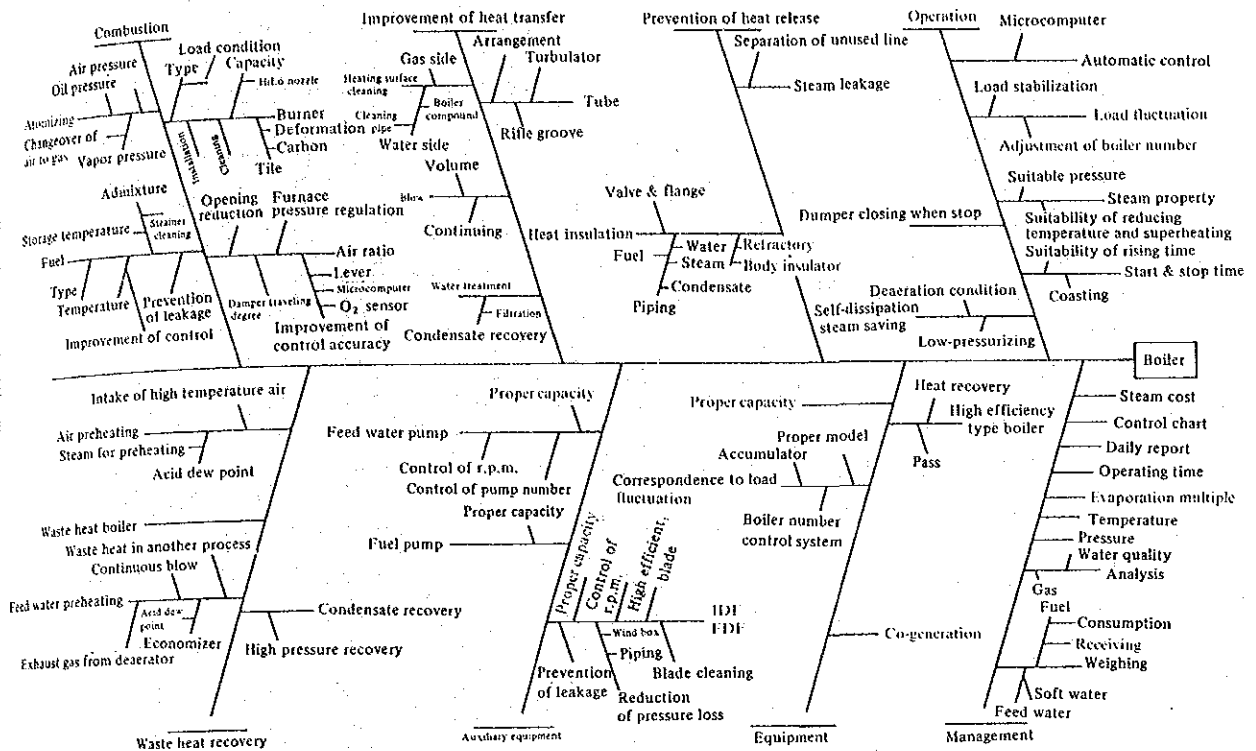 Combustion
Air pressure
Oil pressure
Atomizing
Changeover of
air to gas
Vapor pressure
Load condition
Type
Capacity
HiLo nozzle
Burner
Deformation
Carbon
Tile
Installation
Cleaning
Admixture
Storage temperature
Strainer
cleaning
Fuel
Type
Temperature
Prevention
of leakage
Improvement of control
Opening
reduction
Furnace
pressure regulation
Air ratio
Lever
Microcomputer
O₂ sensor
Damper traveling
degree
Improvement of
control accuracy
Improvement of heat transfer
Arrangement
Gas side
Turbulator
Heating surface
cleaning
Boiler
compound
Cleaning
pipe
Water side
Tube
Rifle groove
Volume
Blow
Continuing
Water treatment
Filtration
Condensate recovery
Prevention of heat release
Separation of unused line
Steam leakage
Valve & flange
Heat insulation
Fuel
Water
Steam
Condensate
Piping
Refractory
Body insulator
Dumper closing when stop
Self-dissipation
steam saving
Operation
Microcomputer
Automatic control
Load stabilization
Load fluctuation
Adjustment of boiler number
Suitable pressure
Steam property
Suitability of reducing
temperature and superheating
Suitability of rising time
Start & stop time
Coasting
Deaeration condition
Low-pressurizing
Boiler
Intake of high temperature air
Air preheating
Steam for preheating
Acid dew point
Waste heat boiler
Waste heat in another process
Continuous blow
Feed water preheating
Acid dew
point
Economizer
Exhaust gas from deaerator
Condensate recovery
High pressure recovery
Waste heat recovery
Proper capacity
Feed water pump
Control of r.p.m.
Control of pump number
Proper capacity
Fuel pump
Proper capacity
Control of
r.p.m.
High efficient
blade
IDF
FDF
Wind box
Piping
Prevention
of leakage
Blade cleaning
Reduction
of pressure loss
Auxiliary equipment
Proper capacity
Heat recovery
High efficiency
type boiler
Pass
Proper model
Accumulator
Correspondence to load
fluctuation
Boiler number
control system
Co-generation
Equipment
Steam cost
Control chart
Daily report
Operating time
Evaporation multiple
Temperature
Pressure
Water quality
Analysis
Gas
Fuel
Consumption
Receiving
Weighing
Soft water
Feed water
Management